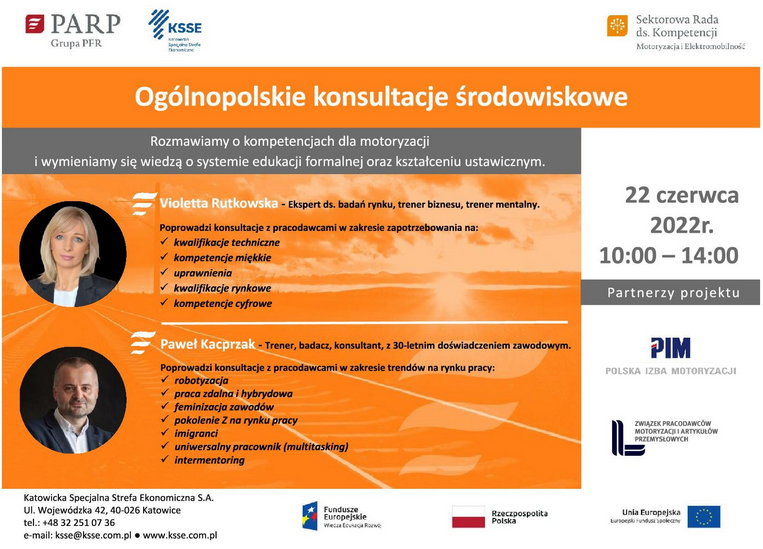 PARP
Grupa PFR
KSSE
Katowicka
Specjalna Strefa
Ekonomiczna
Sektorowa Rada
ds. Kompetencji
Motoryzacja i Elektromobilność
Ogólnopolskie konsultacje środowiskowe
Rozmawiamy o kompetencjach dla motoryzacji
i wymieniamy się wiedzą o systemie edukacji formalnej oraz kształceniu ustawicznym.
22 czerwca
2022r.
10:00 – 14:00
Partnerzy projektu
Violetta Rutkowska - Ekspert ds. badań rynku, trener biznesu, trener mentalny.
Poprowadzi konsultacje z pracodawcami w zakresie zapotrzebowania na:
✓ kwalifikacje techniczne
✓ kompetencje miękkie
✓ uprawnienia
✓ kwalifikacje rynkowe
✓ kompetencje cyfrowe
Paweł Kacprzak - Trener, badacz, konsultant, z 30-letnim doświadczeniem zawodowym.
Poprowadzi konsultacje z pracodawcami w zakresie trendów na rynku pracy:
✓ robotyzacja
✓ praca zdalna i hybrydowa
✓ feminizacja zawodów
✓ pokolenie Z na rynku pracy
✓ imigranci
✓ uniwersalny pracownik (multitasking)
✓ intermentoring
PIM
POLSKA IZBA MOTORYZACJI
ZWIĄZEK PRACODAWCÓW
MOTORYZACJI I ARTYKUŁÓW
PRZEMYSŁOWYCH
Katowicka Specjalna Strefa Ekonomiczna S.A.
Ul. Wojewódzka 42, 40-026 Katowice
tel.: +48 32 251 07 36
e-mail: ksse@ksse.com.pl ● www.ksse.com.pl
Fundusze
Europejskie
Wiedza Edukacja Rozwój
Rzeczpospolita
Polska
Unia Europejska
Europejski Fundusz Społeczny